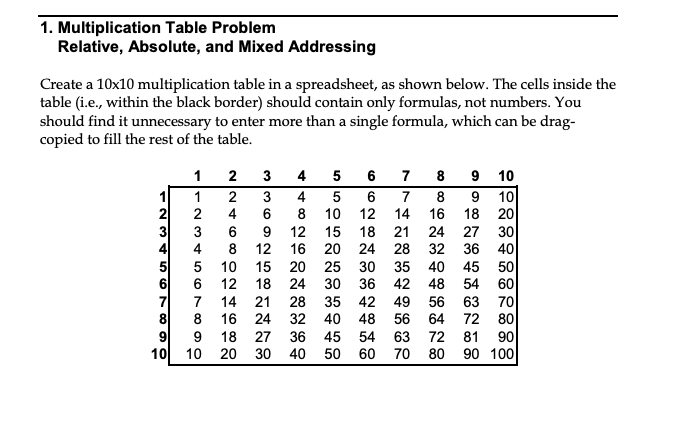 1. Multiplication Table Problem
Relative, Absolute, and Mixed Addressing
Create a 10x10 multiplication table in a spreadsheet, as shown below. The cells inside the
table (i.e., within the black border) should contain only formulas, not numbers. You
should find it unnecessary to enter more than a single formula, which can be drag-
copied to fill the rest of the table.
1 2 3 4 5 6 7 8 9 10
1 1 2 3 4 5 6 7 8 9 10
2 2 4 6 8 10 12 14 16 18 20
3 3 6 9 12 15 18 21 24 27 30
4 4 8 12 16 20 24 28 32 36 40
5 5 10 15 20 25 30 35 40 45 50
6 6 12 18 24 30 36 42 48 54 60
7 7 14 21 28 35 42 49 56 63 70
8 8 16 24 32 40 48 56 64 72 80
9 9 18 27 36 45 54 63 72 81 90
10 10 20 30 40 50 60 70 80 90 100